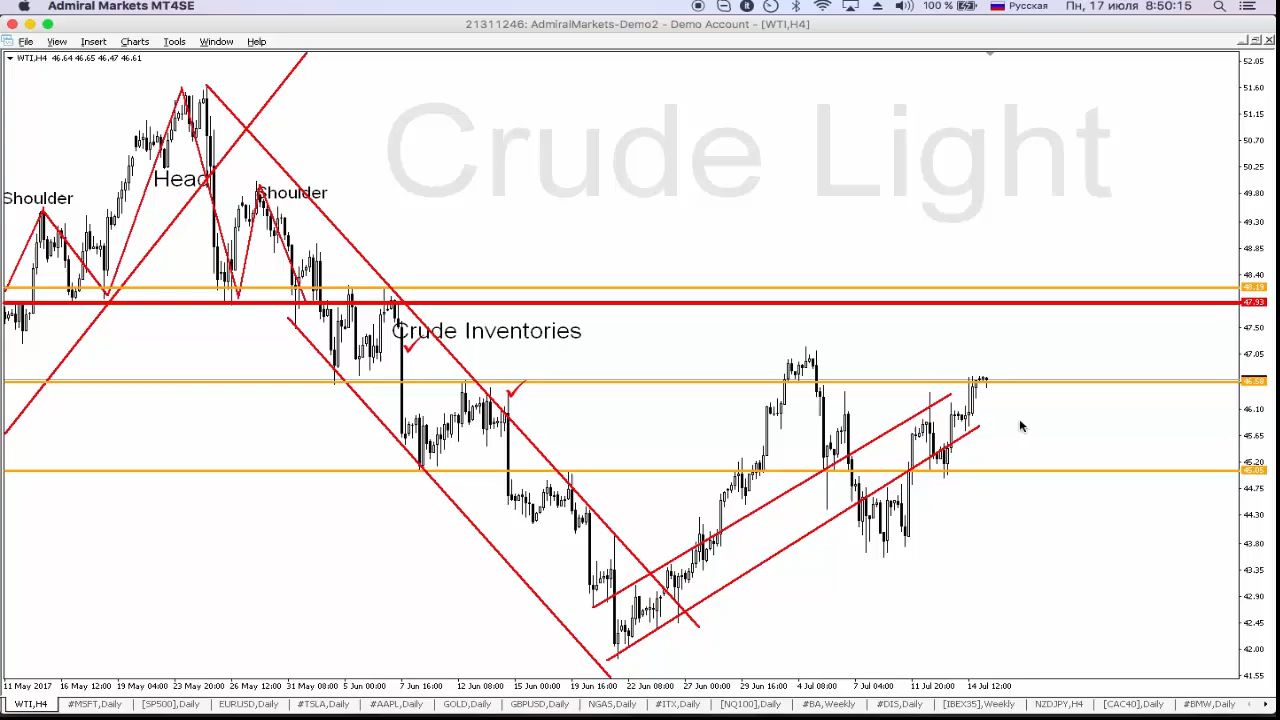 Admiral Markets MT4SE
100 %
Русская
Пн, 17 июля 8:50:15
21311246: AdmiralMarkets-Demo2 - Demo Account - [WTI,H4]
File View Insert Charts Tools Window Help
WTI,H4 46.64 46.65 46.47 46.61
Crude Light
Shoulder
Head
Shoulder
Crude Inventories
52.05
51.60
51.15
50.70
50.25
49.80
49.30
48.85
48.40
48.19
47.93
47.50
47.05
46.58
46.10
45.65
45.20
45.05
44.75
44.30
43.80
43.35
42.90
42.45
42.00
41.55
11 May 2017 16 May 12:00 19 May 04:00 23 May 20:00 26 May 12:00 31 May 08:00 5 Jun 00:00 7 Jun 16:00 12 Jun 08:00 15 Jun 00:00 19 Jun 16:00 22 Jun 08:00 27 Jun 00:00 29 Jun 16:00 4 Jul 08:00 7 Jul 04:00 11 Jul 20:00 14 Jul 12:00
WTI,H4 #MSFT,Daily [SP500],Daily EURUSD,Daily #TSLA,Daily #AAPL,Daily GOLD,Daily GBPUSD,Daily NGAS,Daily #ITX,Daily [NQ100],Daily #BA,Weekly #DIS,Daily [IBEX35],Weekly NZDJPY,H4 [CAC40],Daily #BMW,Daily